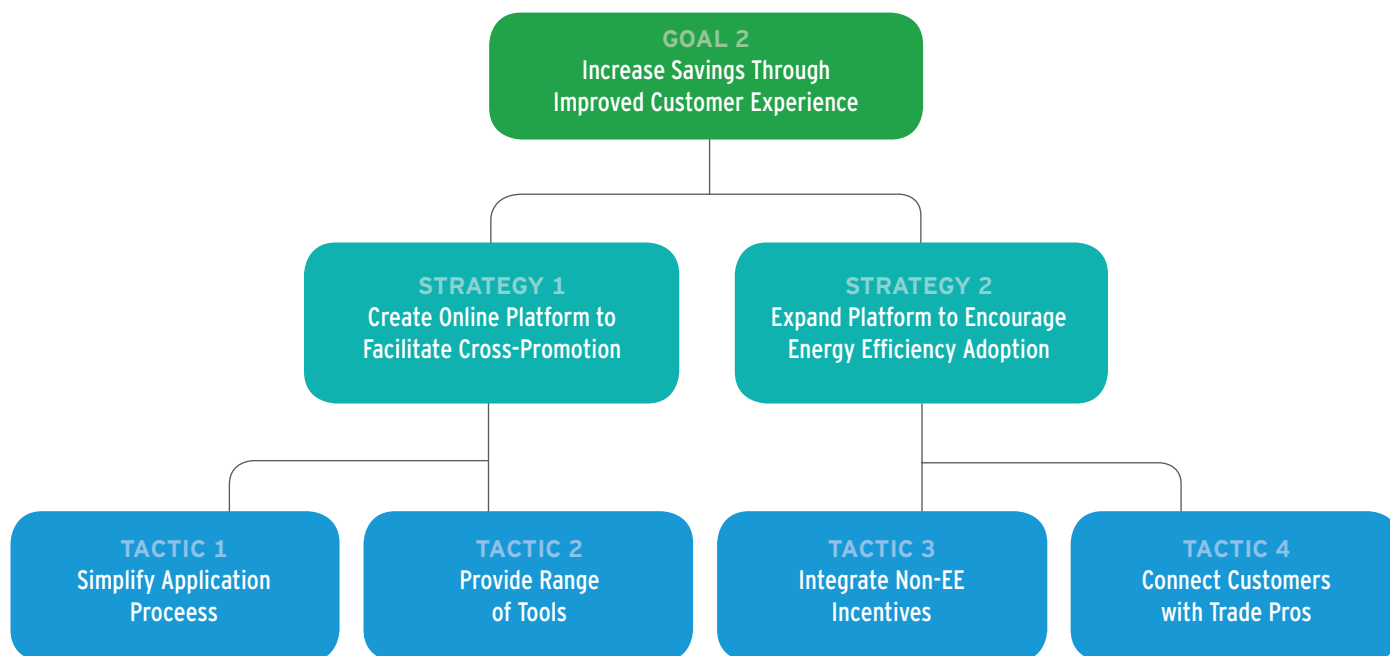 GOAL 2
Increase Savings Through
Improved Customer Experience
STRATEGY 1
Create Online Platform to
Facilitate Cross-Promotion
STRATEGY 2
Expand Platform to Encourage
Energy Efficiency Adoption
TACTIC 1
Simplify Application
Proceess
TACTIC 2
Provide Range
of Tools
TACTIC 3
Integrate Non-EE
Incentives
TACTIC 4
Connect Customers
with Trade Pros